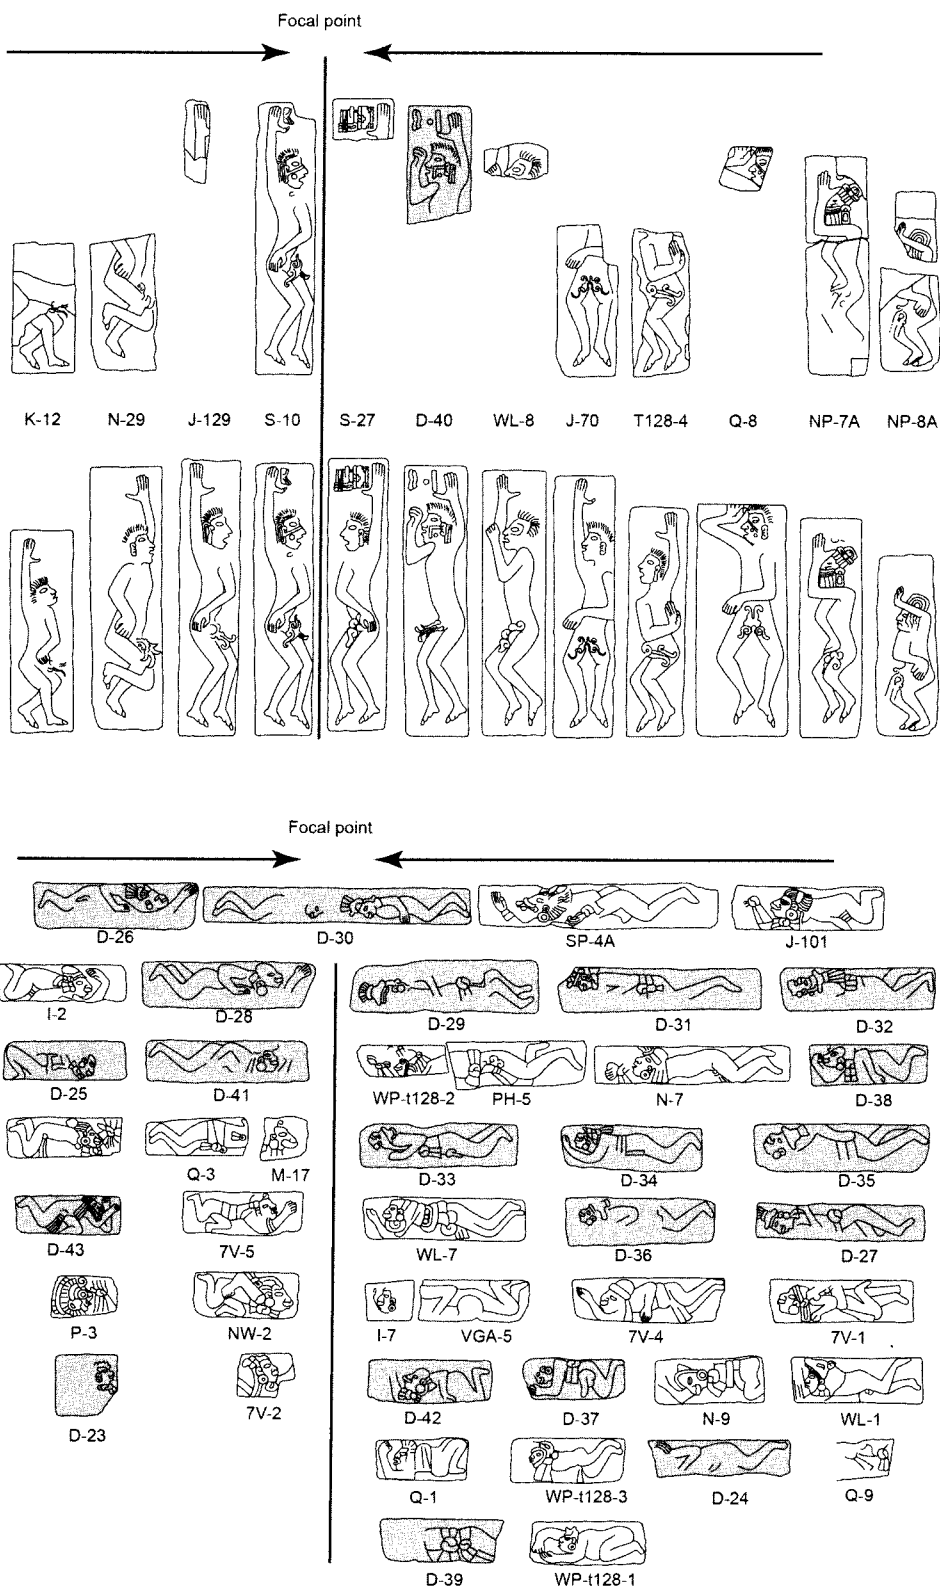 Focal point
K-12 N-29 J-129 S-10 S-27 D-40 WL-8 J-70 T128-4 Q-8 NP-7A NP-8A
Focal point
D-26 D-30 SP-4A J-101
I-2 D-28 D-29 D-31 D-32
D-25 D-41 WP-t128-2 PH-5 N-7 D-38
Q-3 M-17 D-33 D-34 D-35
D-43 7V-5 WL-7 D-36 D-27
P-3 NW-2 I-7 VGA-5 7V-4 7V-1
D-23 7V-2 D-42 D-37 N-9 WL-1
Q-1 WP-t128-3 D-24 Q-9
D-39 WP-t128-1